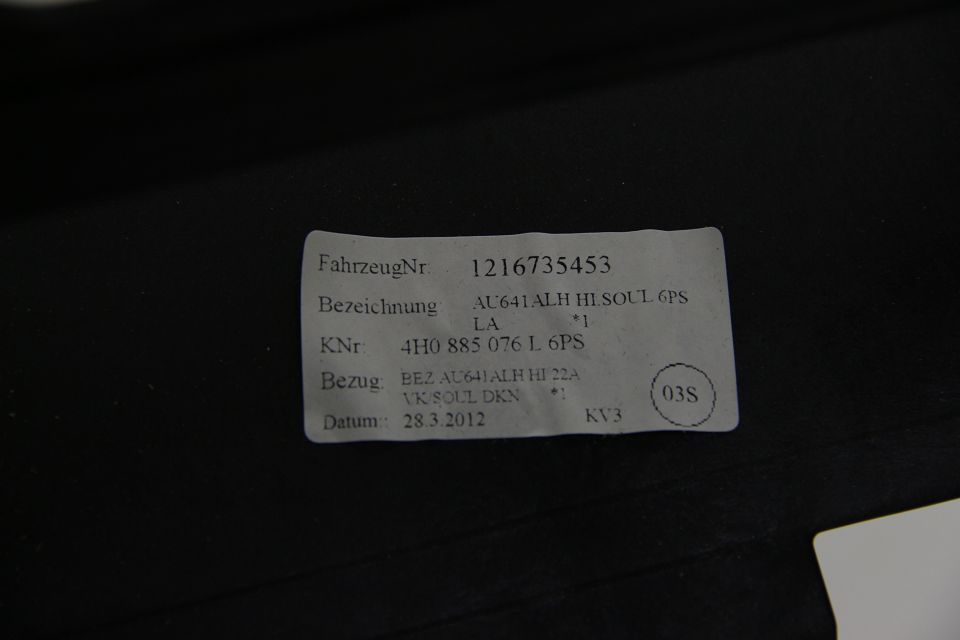 FahrzeugNr: 1216735453
Bezeichnung AU641ALH HI.SOUL 6PS
LA *1
KNr: 4H0 885 076 L 6PS
Bezug: BEZ AU641ALH HI 22A
VK/SOUL DKN *1
03S
Datum:: 28.3.2012 KV3